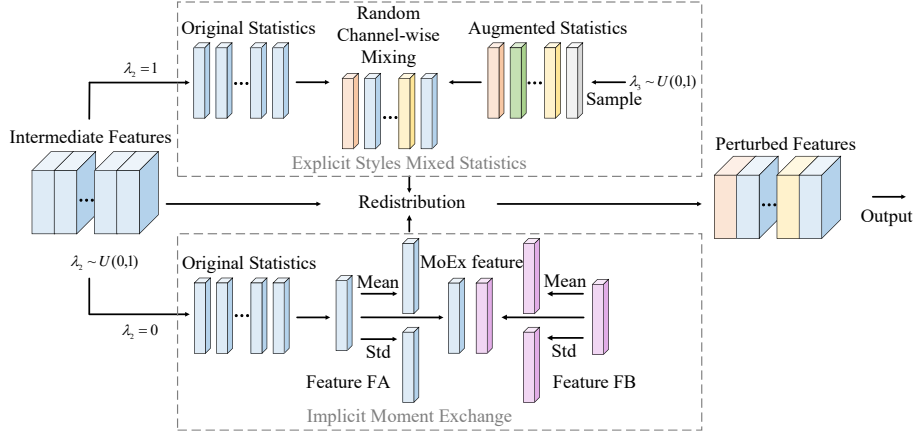 Original Statistics
Random
Channel-wise
Mixing
Augmented Statistics
λ₂ = 1
λ₃ ~ U(0,1)
Sample
Explicit Styles Mixed Statistics
Intermediate Features
Redistribution
Perturbed Features
Output
λ₂ ~ U(0,1)
λ₂ = 0
Original Statistics
Mean
MoEx feature
Mean
Std
Std
Feature FA
Feature FB
Implicit Moment Exchange